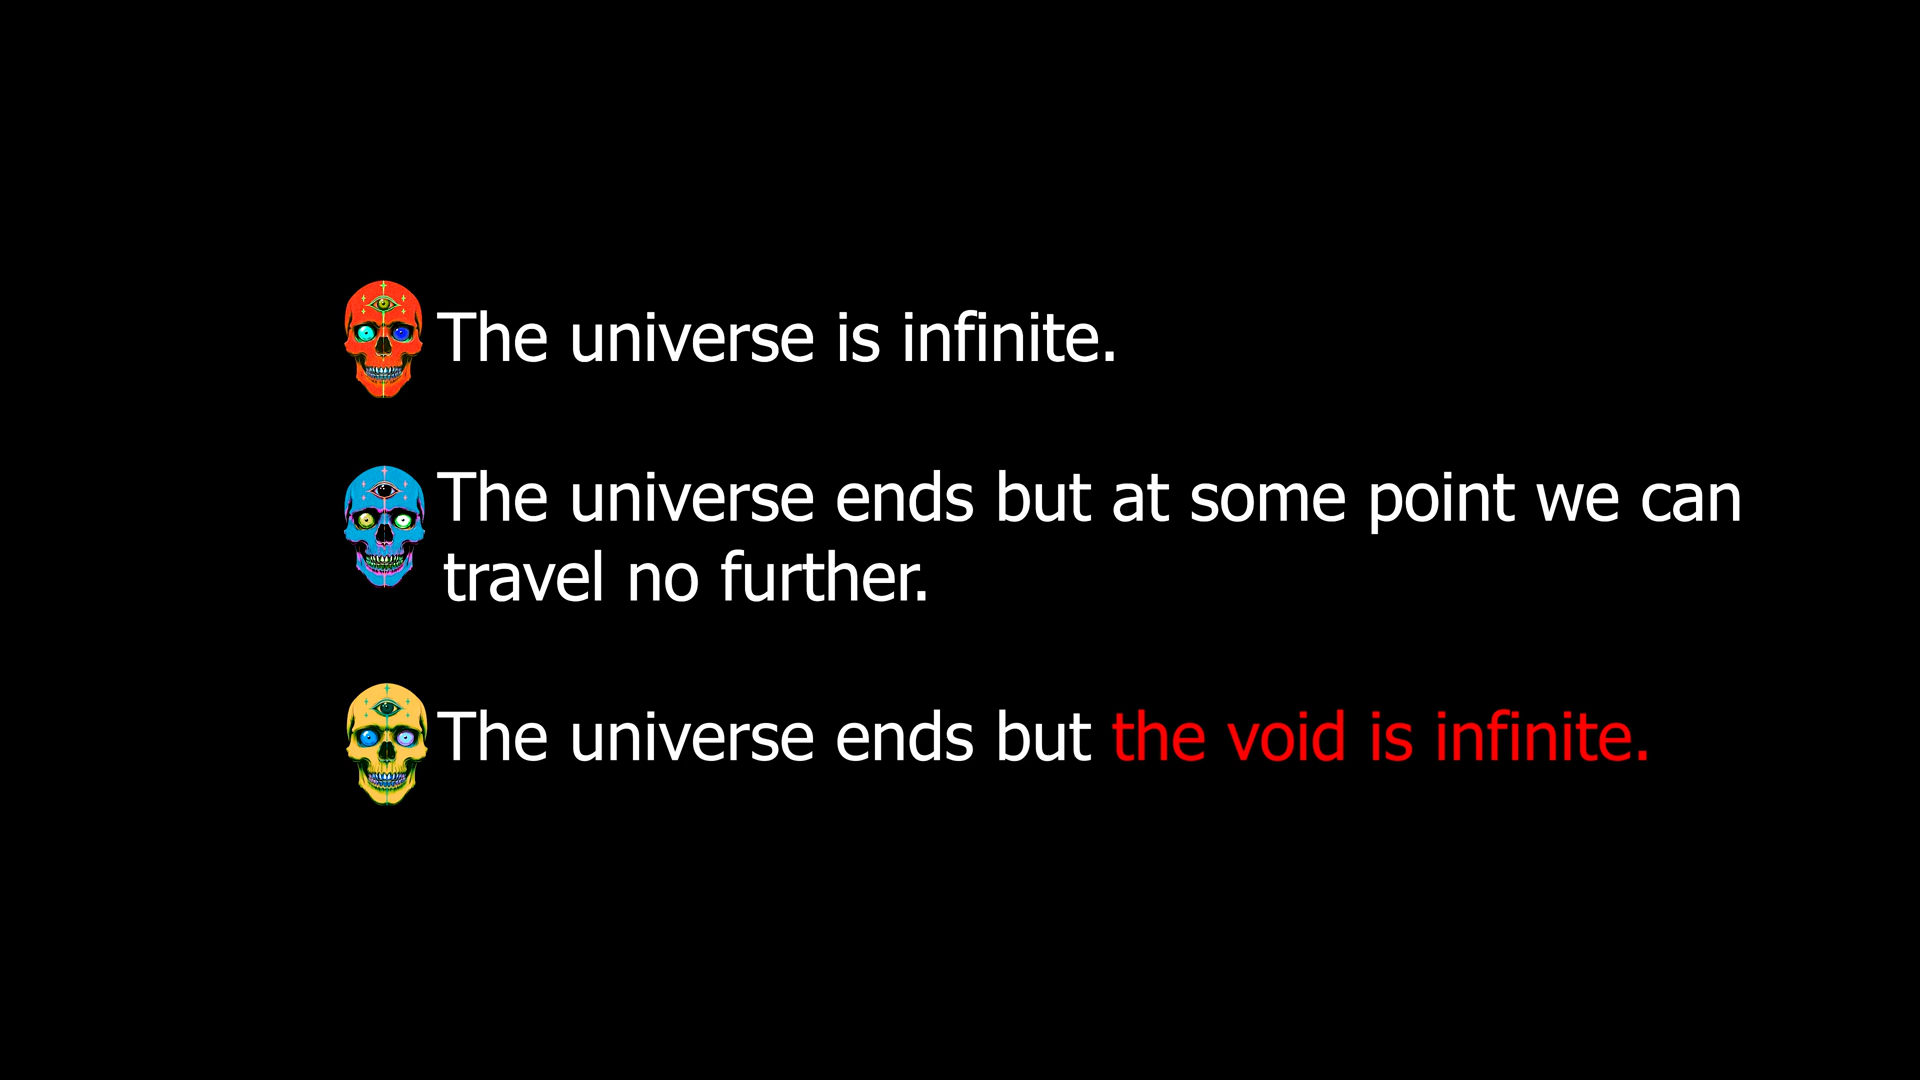 The universe is infinite.
The universe ends but at some point we can
travel no further.
The universe ends but the void is infinite.